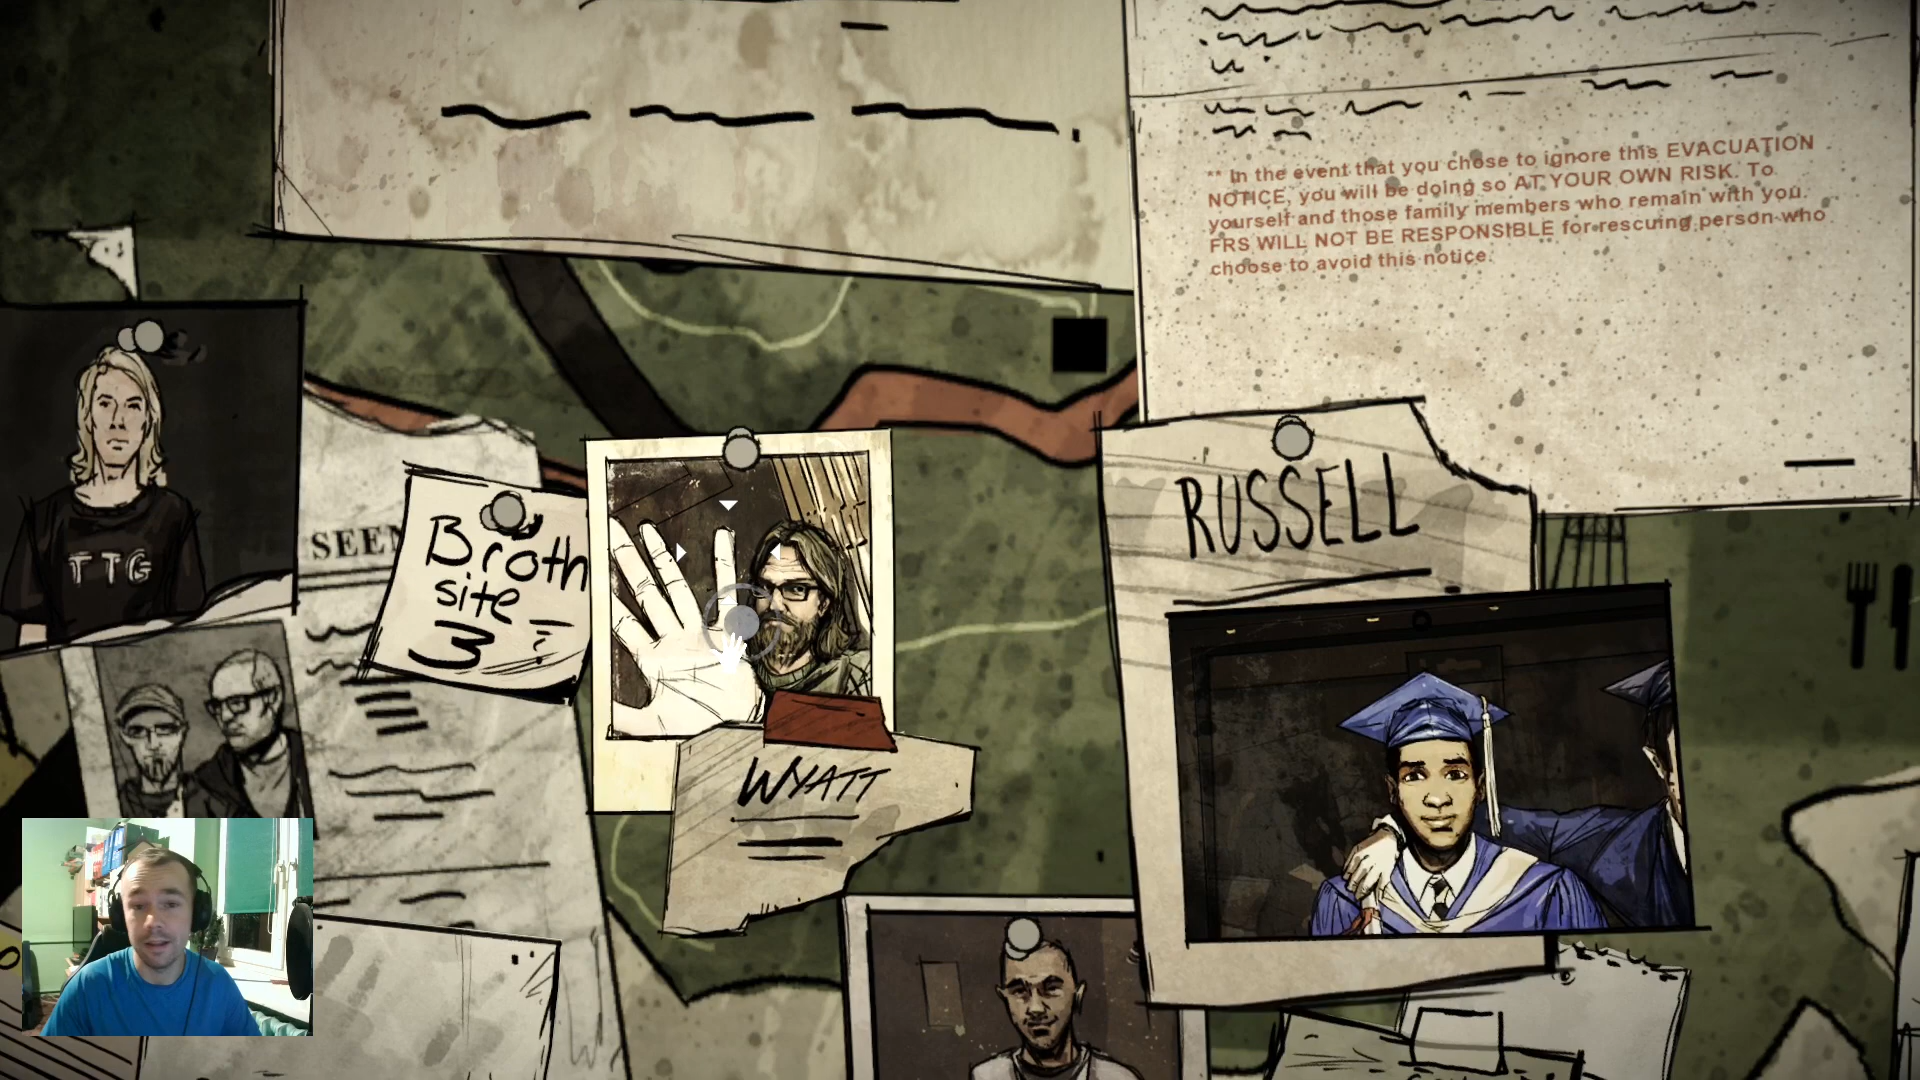 ** In the event that you chose to ignore this EVACUATION
NOTICE, you will be doing so AT YOUR OWN RISK. To
yourself and those family members who remain with you.
FRS WILL NOT BE RESPONSIBLE for rescuing person who
choose to avoid this notice.
RUSSELL
SEEN
Broth
site
3
TTG
WYATT